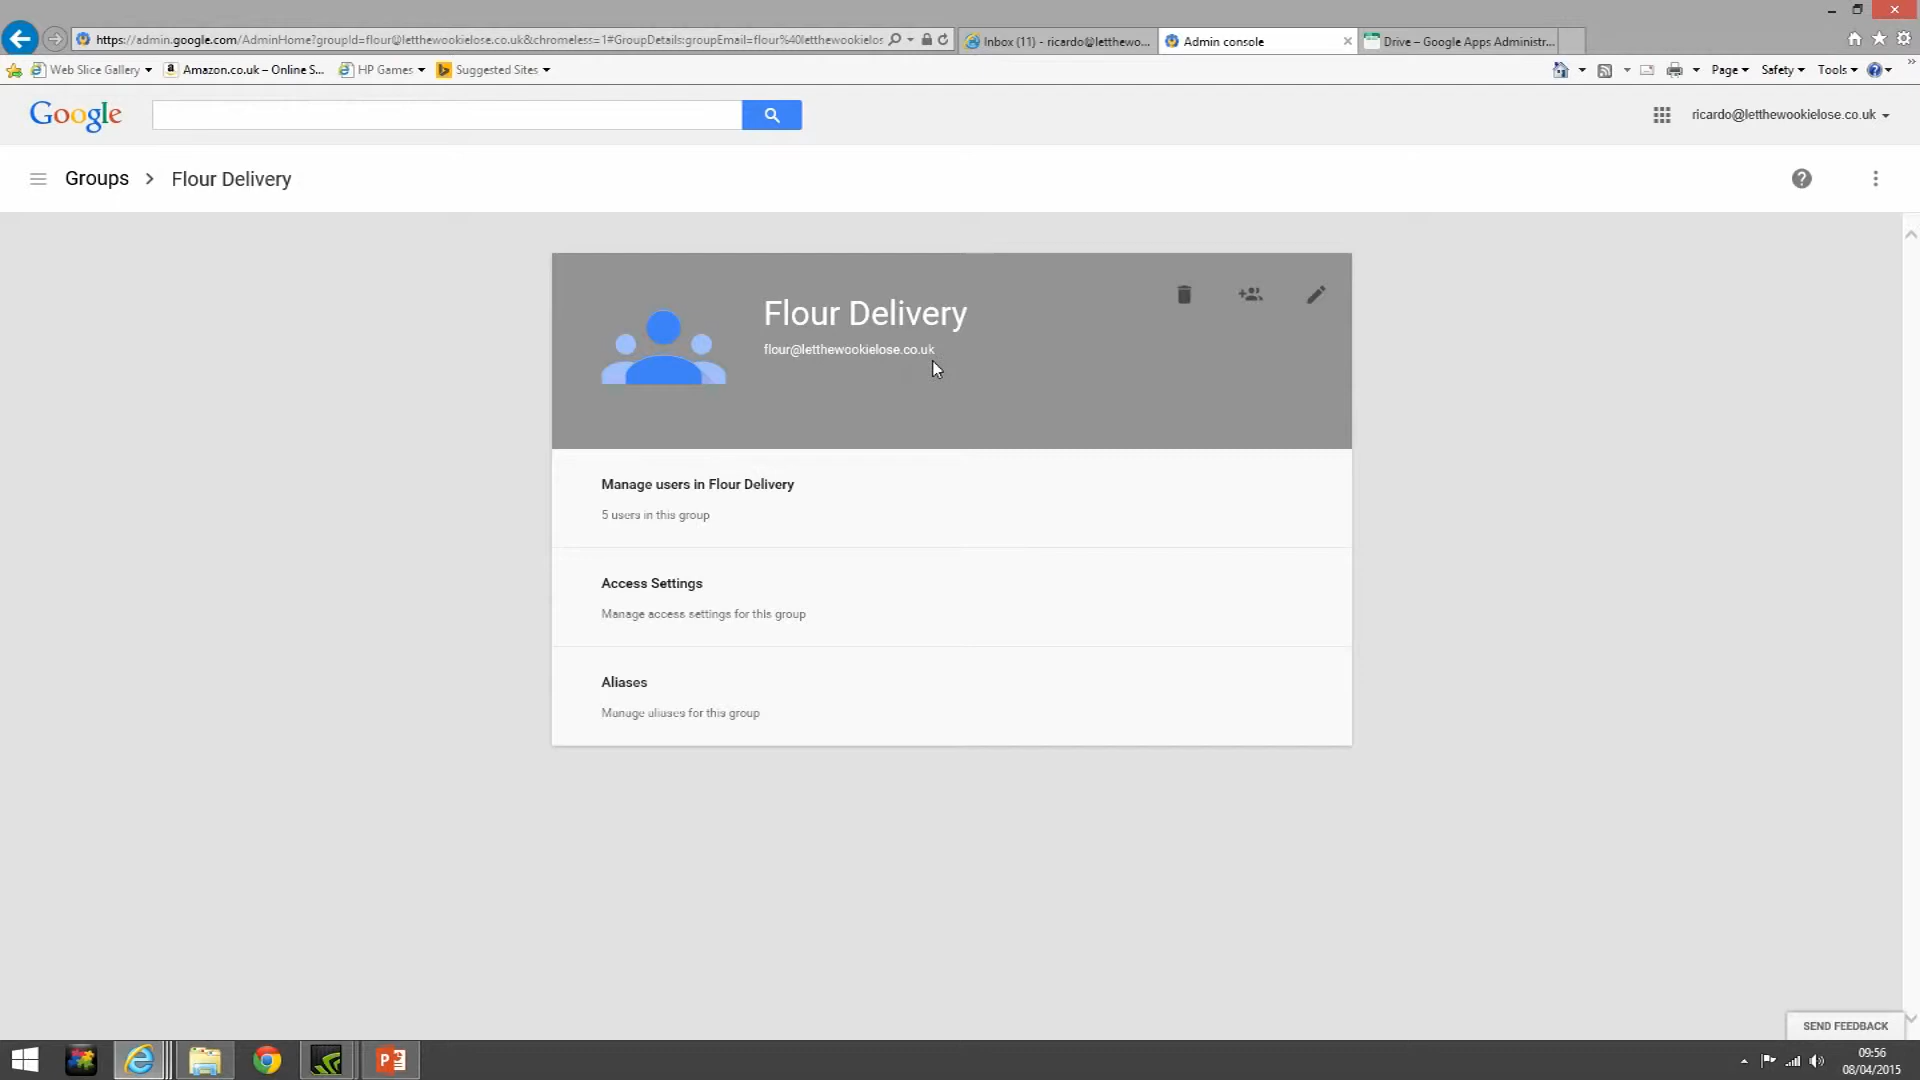 https://admin.google.com/AdminHome?groupId=flour@letthewookielose.co.uk&chromeless=1#GroupDetails:groupEmail=flour%40letthewookielos
Inbox (11) - ricardo@letthewo...
Admin console
Drive – Google Apps Administr...
Web Slice Gallery
Amazon.co.uk – Online S...
HP Games
Suggested Sites
Page
Safety
Tools
Google
ricardo@letthewookielose.co.uk
Groups > Flour Delivery
Flour Delivery
flour@letthewookielose.co.uk
Manage users in Flour Delivery
5 users in this group
Access Settings
Manage access settings for this group
Aliases
Manage aliases for this group
SEND FEEDBACK
09:56
08/04/2015